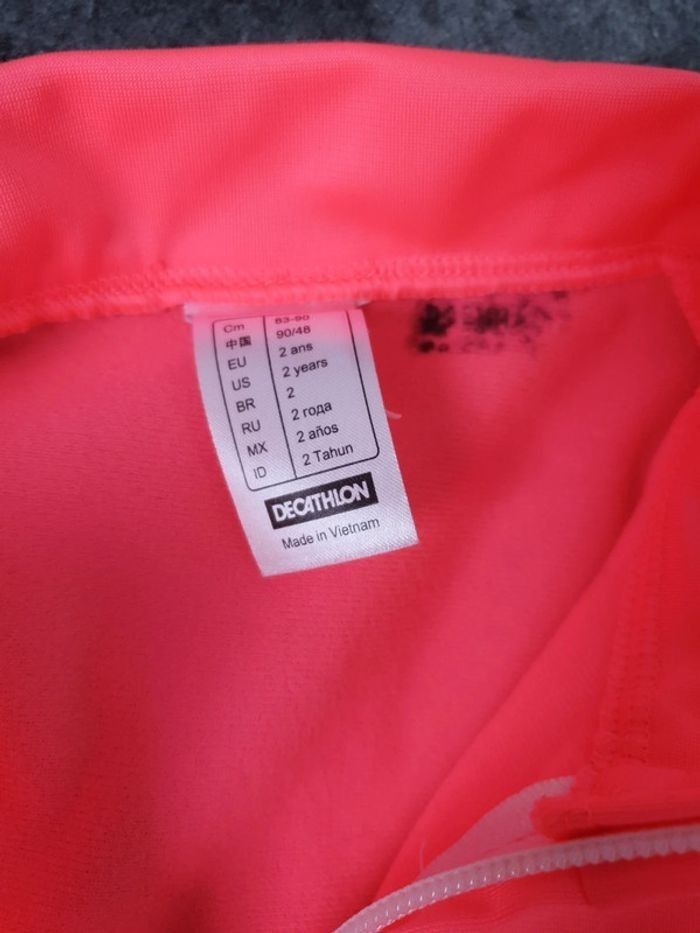 Cm 83-90
中国 90/48
EU 2 ans
US 2 years
BR 2
RU 2 года
MX 2 años
ID 2 Tahun
DECATHLON
Made in Vietnam